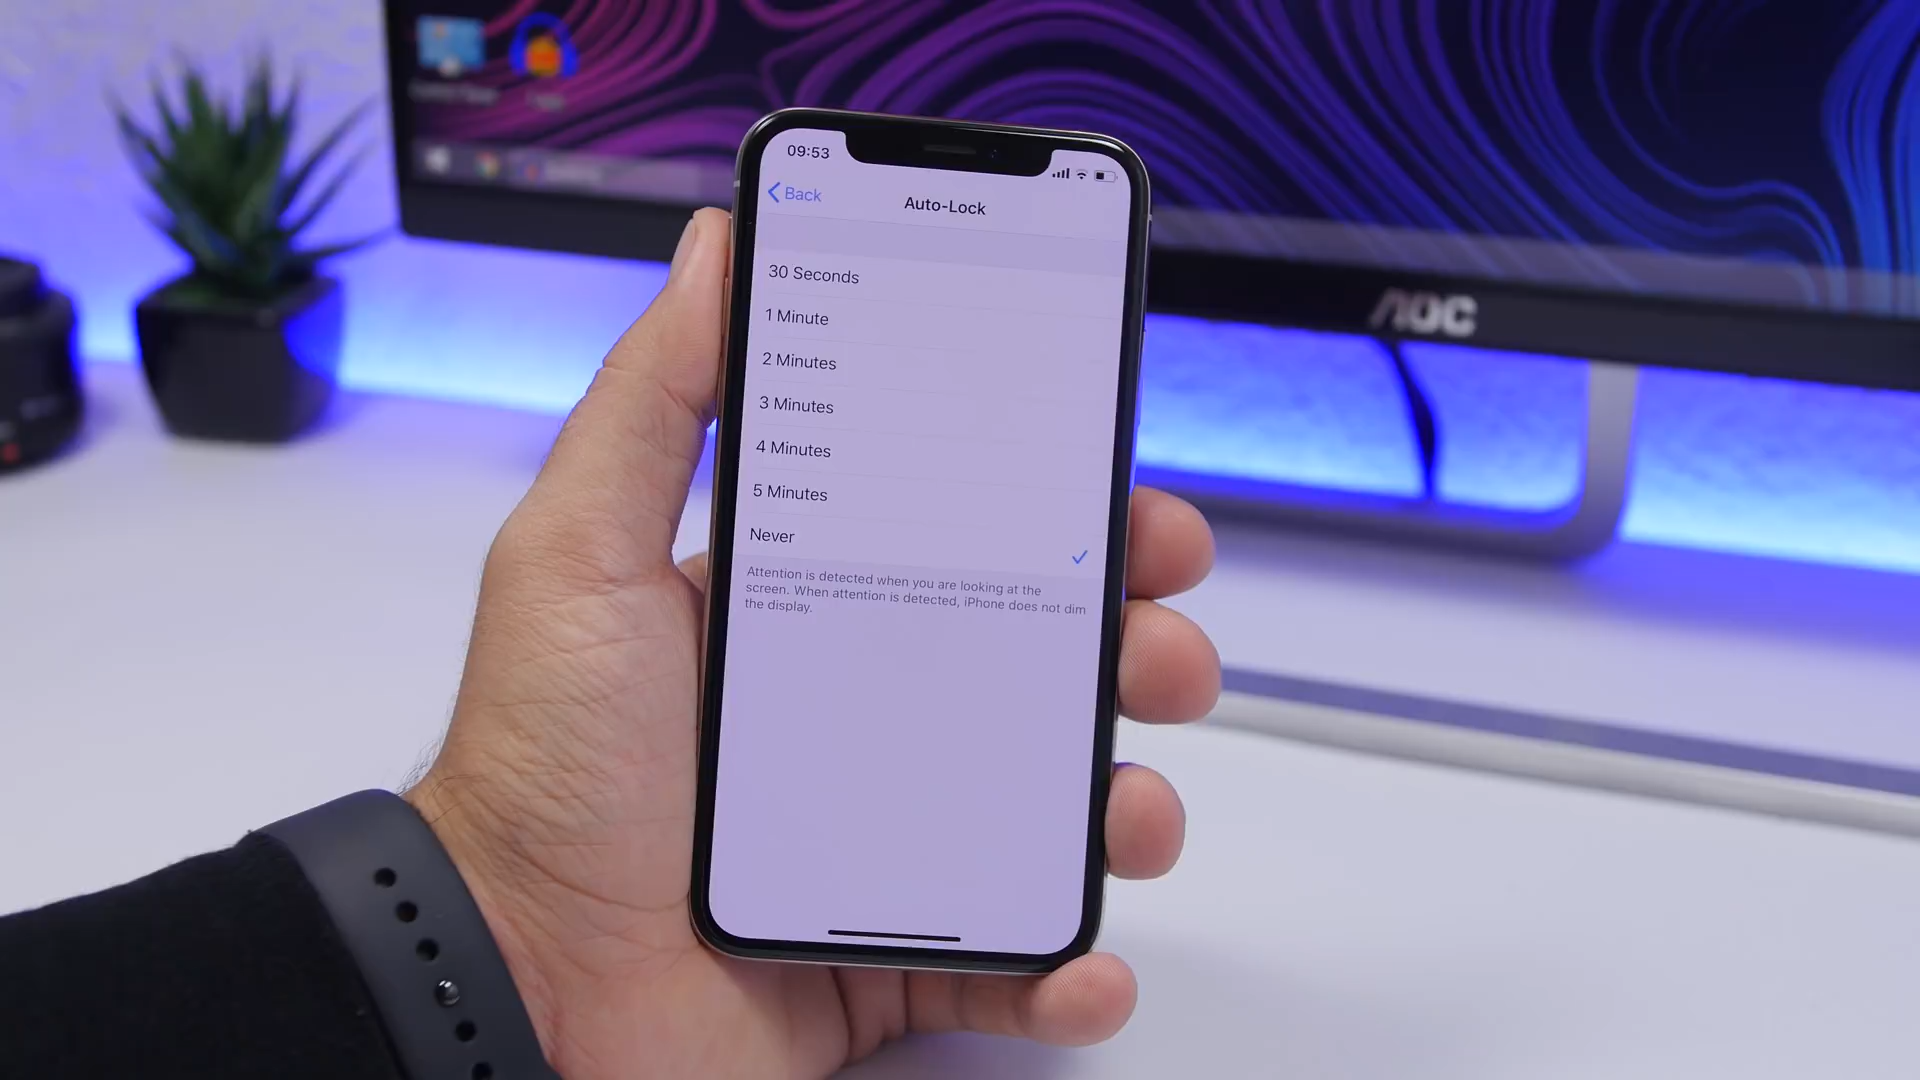 09:53
Back
Auto-Lock
30 Seconds
1 Minute
2 Minutes
3 Minutes
4 Minutes
5 Minutes
Never
Attention is detected when you are looking at the
screen. When attention is detected, iPhone does not dim
the display.
AOC